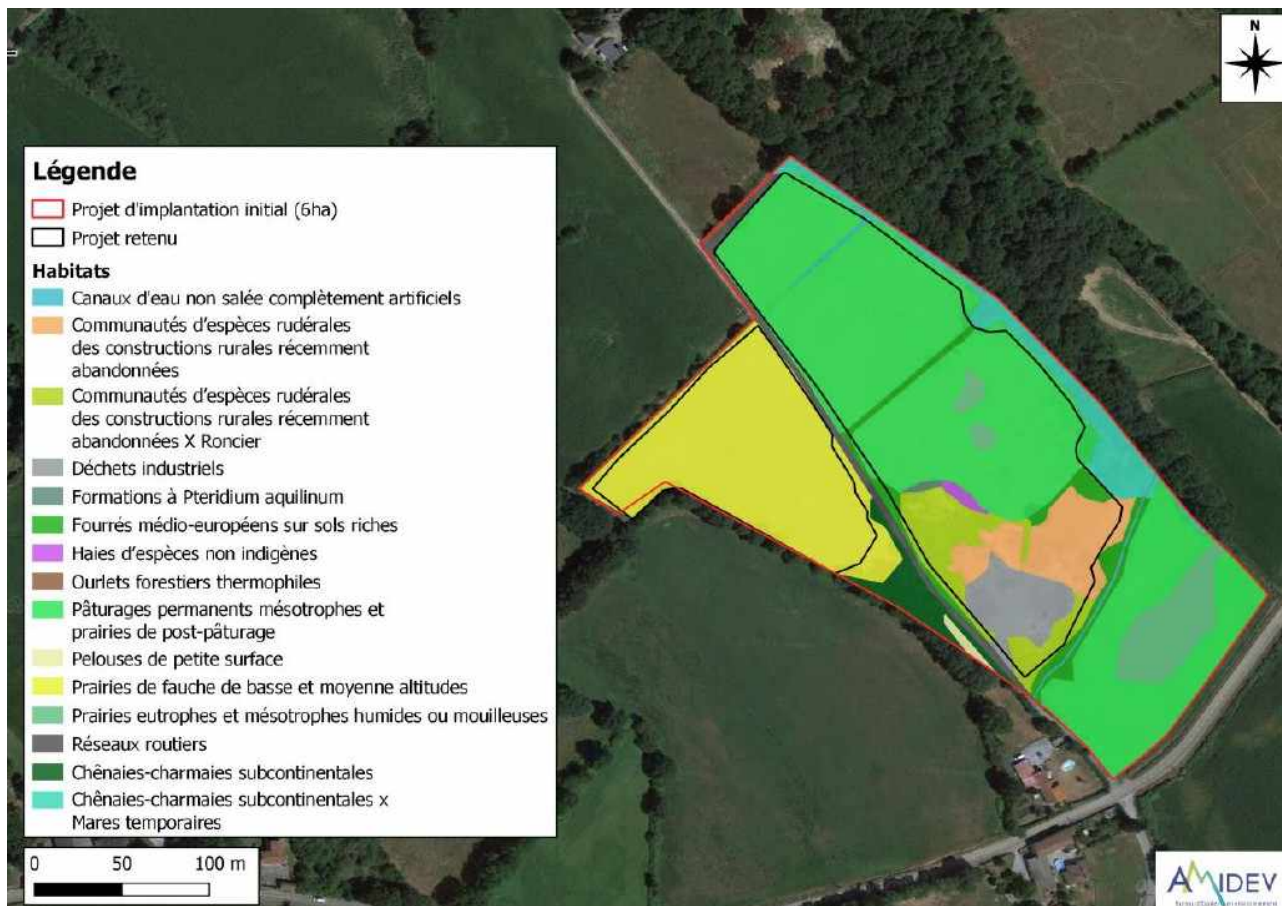 N
Légende
Projet d'implantation initial (6ha)
Projet retenu
Habitats
Canaux d'eau non salée complètement artificiels
Communautés d'espèces rudérales
des constructions rurales récemment
abandonnées
Communautés d'espèces rudérales
des constructions rurales récemment
abandonnées X Roncier
Déchets industriels
Formations à Pteridium aquilinum
Fourrés médio-européens sur sols riches
Haies d'espèces non indigènes
Ourlets forestiers thermophiles
Pâturages permanents mésotrophes et
prairies de post-pâturage
Pelouses de petite surface
Prairies de fauche de basse et moyenne altitudes
Prairies eutrophes et mésotrophes humides ou mouilleuses
Réseaux routiers
Chênaies-charmaies subcontinentales
Chênaies-charmaies subcontinentales x
Mares temporaires
0 50 100 m
AMIDEV